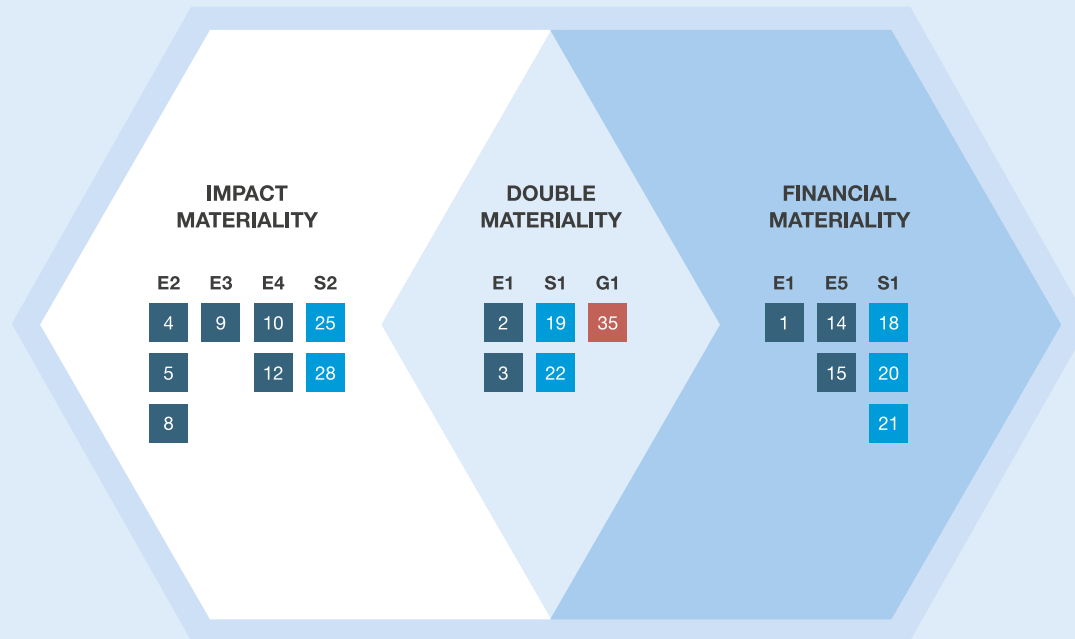 IMPACT
MATERIALITY
E2 E3 E4 S2
4 9 10 25
5 12 28
8
DOUBLE
MATERIALITY
E1 S1 G1
2 19 35
3 22
FINANCIAL
MATERIALITY
E1 E5 S1
1 14 18
15 20
21